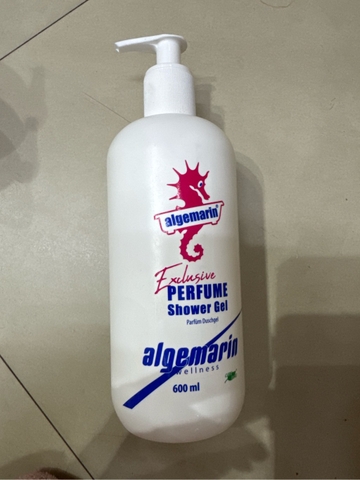 algemarin®
Exclusive
PERFUME
Shower Gel
Parfüm Duschgel
algemarin
wellness
600 ml